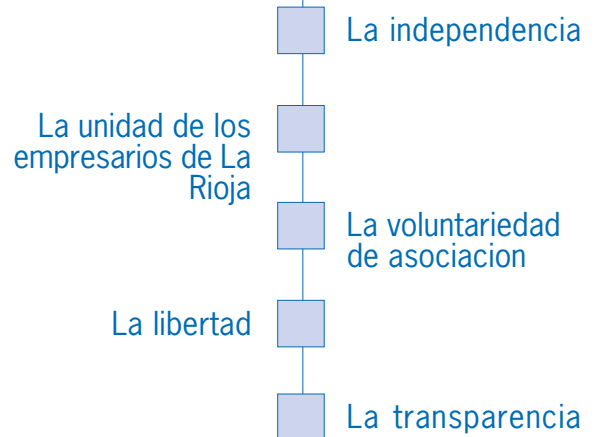 La independencia
La unidad de los
empresarios de La
Rioja
La voluntariedad
de asociacion
La libertad
La transparencia